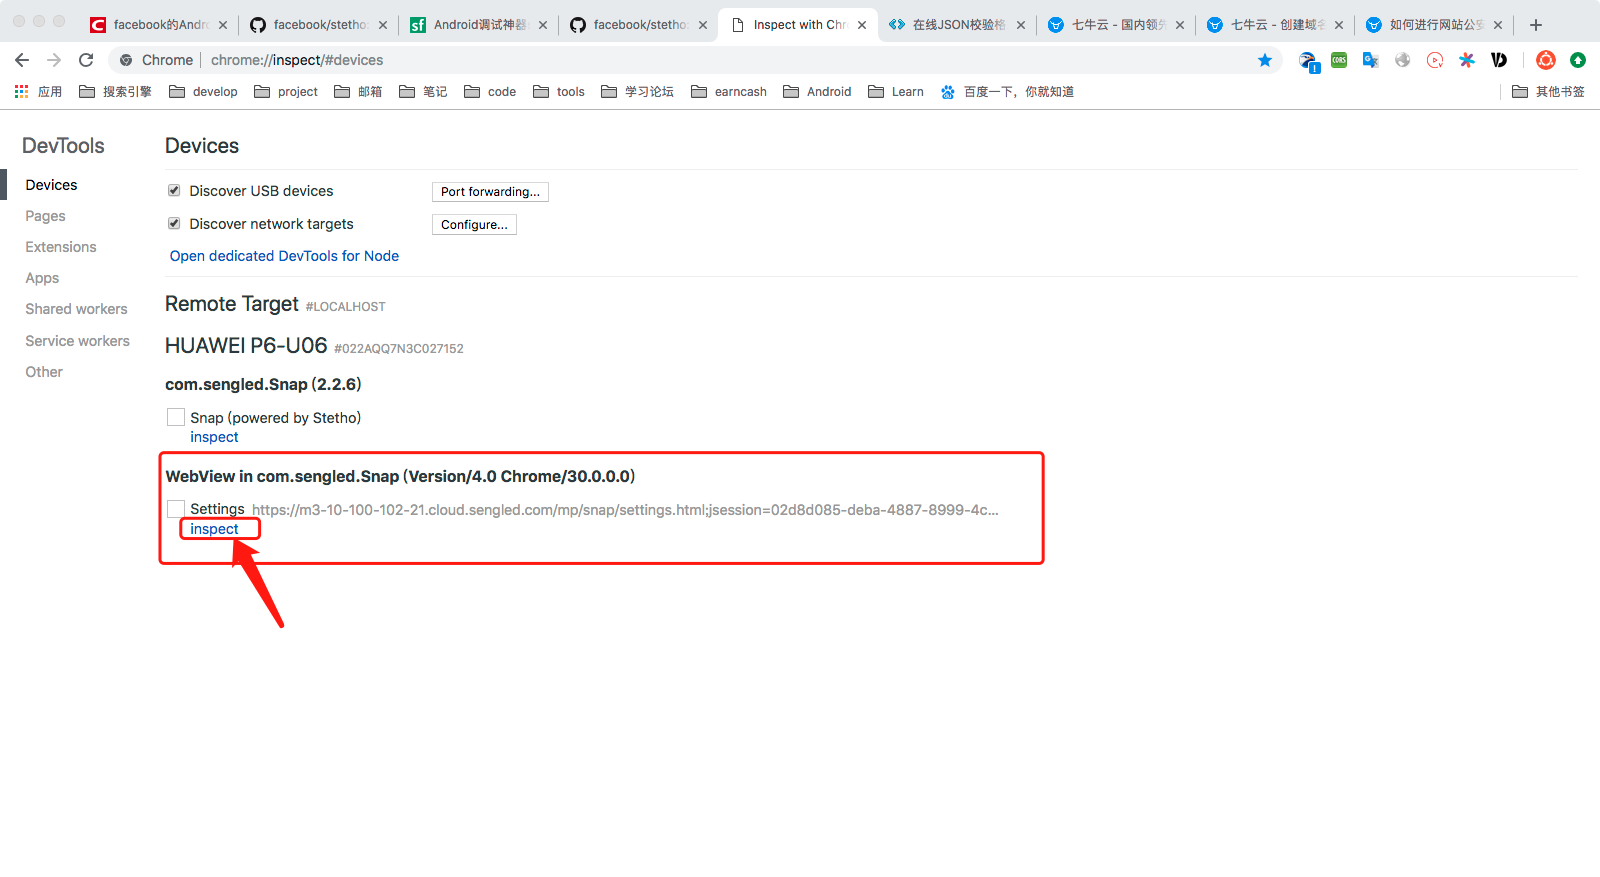 facebook的Andro
facebook/stetho:
Android调试神器
facebook/stetho:
Inspect with Chr
在线JSON校验格
七牛云 - 国内领先
七牛云 - 创建域名
如何进行网站公安
Chrome
chrome://inspect/#devices
CORS
应用
搜索引擎
develop
project
邮箱
笔记
code
tools
学习论坛
earncash
Android
Learn
百度一下，你就知道
其他书签
DevTools
Devices
Pages
Extensions
Apps
Shared workers
Service workers
Other
Devices
Discover USB devices
Port forwarding...
Discover network targets
Configure...
Open dedicated DevTools for Node
Remote Target #LOCALHOST
HUAWEI P6-U06 #022AQQ7N3C027152
com.sengled.Snap (2.2.6)
Snap (powered by Stetho)
inspect
WebView in com.sengled.Snap (Version/4.0 Chrome/30.0.0.0)
Settings https://m3-10-100-102-21.cloud.sengled.com/mp/snap/settings.html;jsession=02d8d085-deba-4887-8999-4c...
inspect